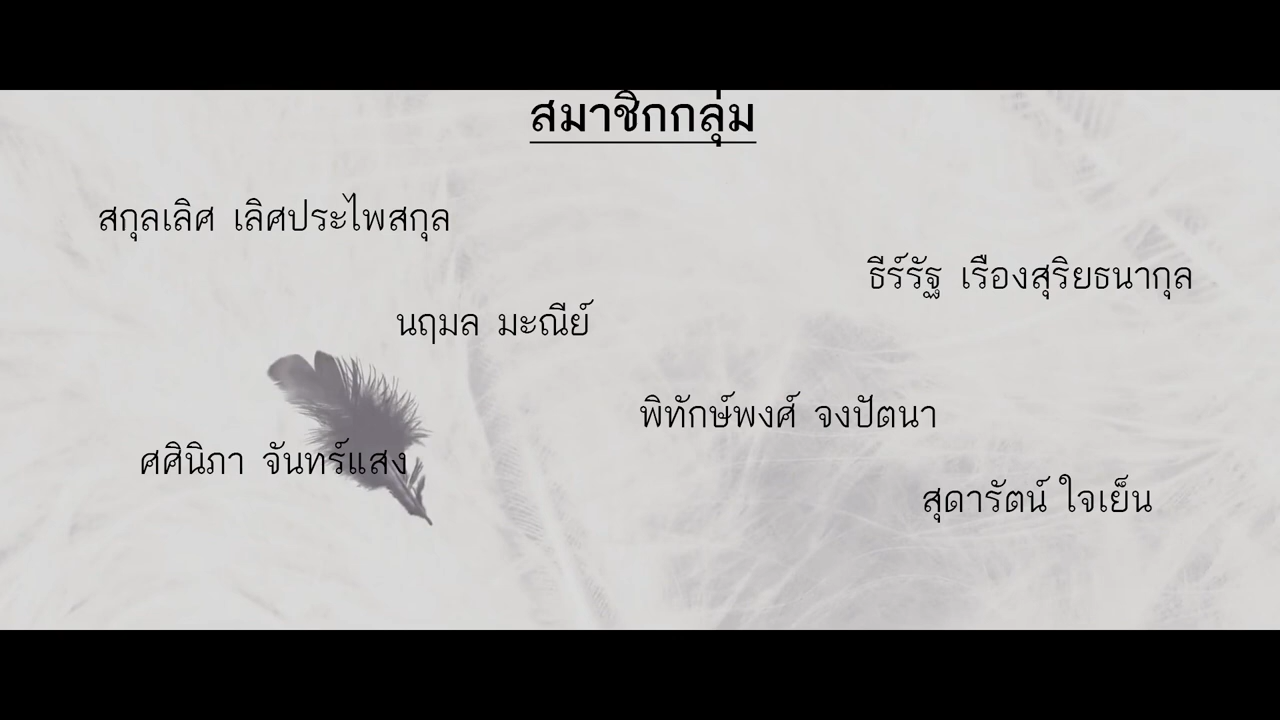 สมาชิกกลุ่ม
สกุลเลิศ เลิศประไพสกุล
ธีร์รัฐ เรืองสุริยธนากุล
นฤมล มะณีย์
พิทักษ์พงศ์ จงปัตนา
ศศินิภา จันทร์แสง
สุดารัตน์ ใจเย็น